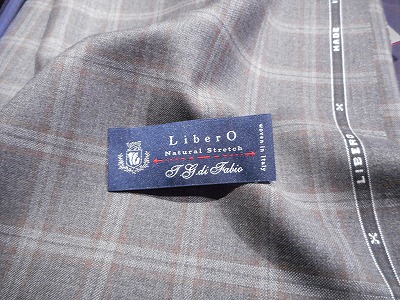 LiberO
Natural Stretch
T.G.di Fabio
woven in Italy
LIBERO
MADE